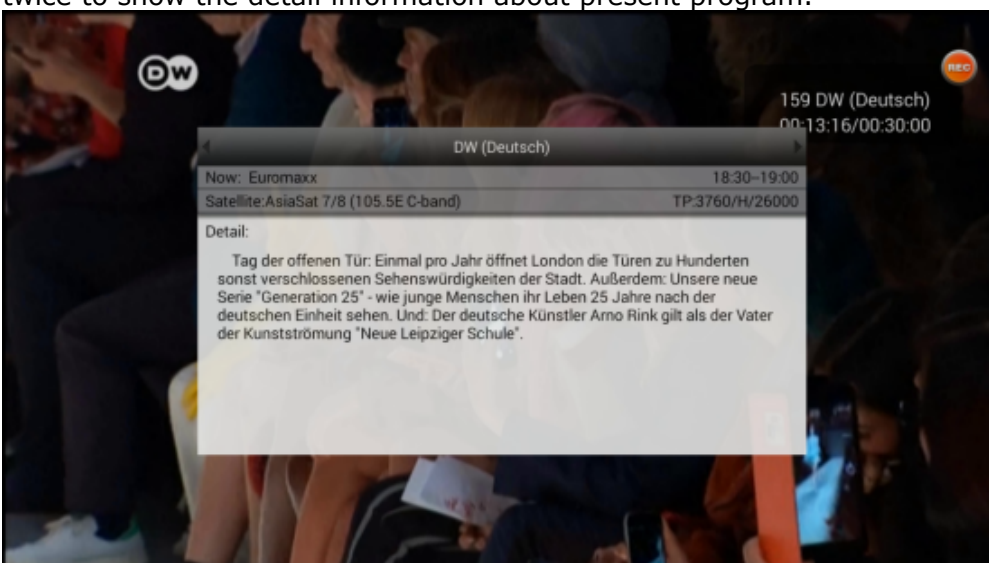 twice to show the detail information about present program.
DW
REC
159 DW (Deutsch)
00:13:16/00:30:00
DW (Deutsch)
Now: Euromaxx 18:30–19:00
Satellite:AsiaSat 7/8 (105.5E C-band) TP:3760/H/26000
Detail:
Tag der offenen Tür: Einmal pro Jahr öffnet London die Türen zu Hunderten
sonst verschlossenen Sehenswürdigkeiten der Stadt. Außerdem: Unsere neue
Serie "Generation 25" - wie junge Menschen ihr Leben 25 Jahre nach der
deutschen Einheit sehen. Und: Der deutsche Künstler Arno Rink gilt als der Vater
der Kunstströmung "Neue Leipziger Schule".